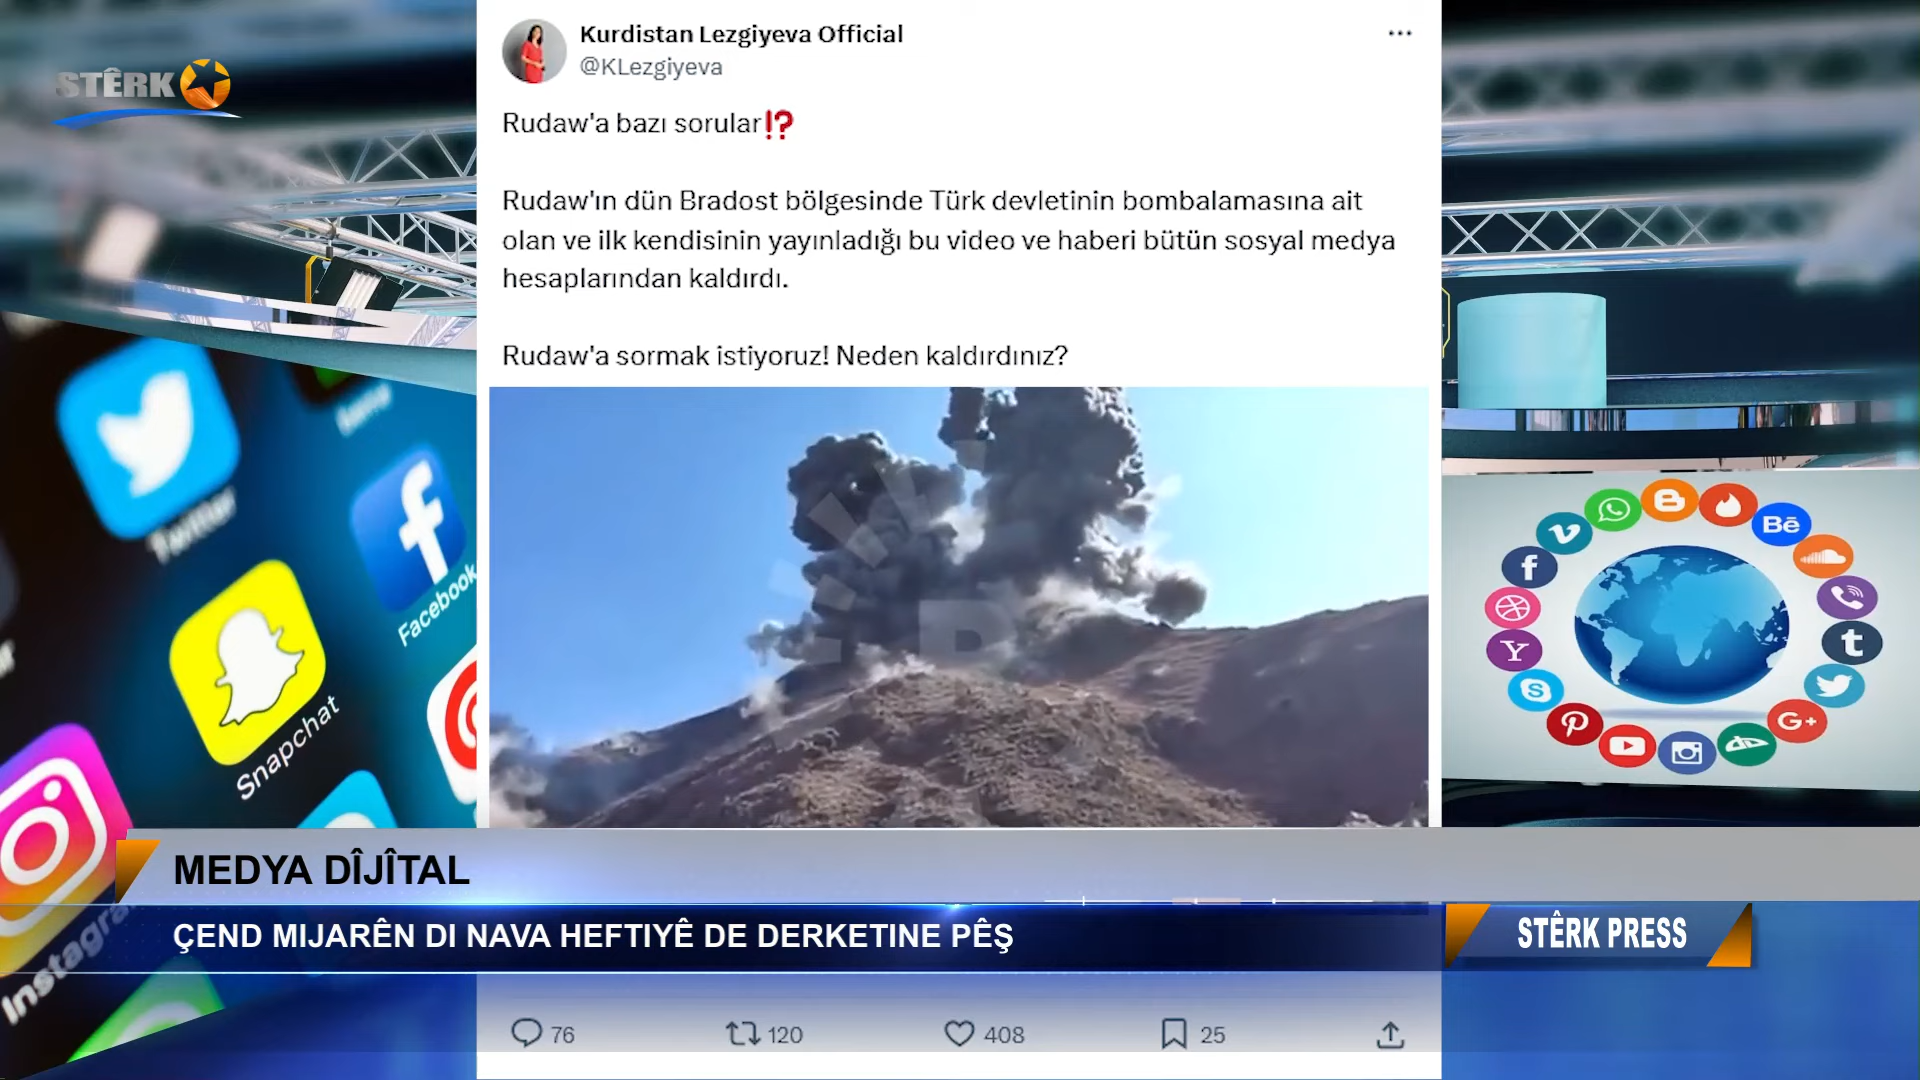 STÊRK
Kurdistan Lezgiyeva Official
@KLezgiyeva
Rudaw'a bazı sorular⁉
Rudaw'ın dün Bradost bölgesinde Türk devletinin bombalamasına ait
olan ve ilk kendisinin yayınladığı bu video ve haberi bütün sosyal medya
hesaplarından kaldırdı.
Rudaw'a sormak istiyoruz! Neden kaldırdınız?
Twitter
Facebook
Snapchat
Instagram
Bē
G+
MEDYA DÎJÎTAL
ÇEND MIJARÊN DI NAVA HEFTIYÊ DE DERKETINE PÊŞ
STÊRK PRESS
76
120
408
25